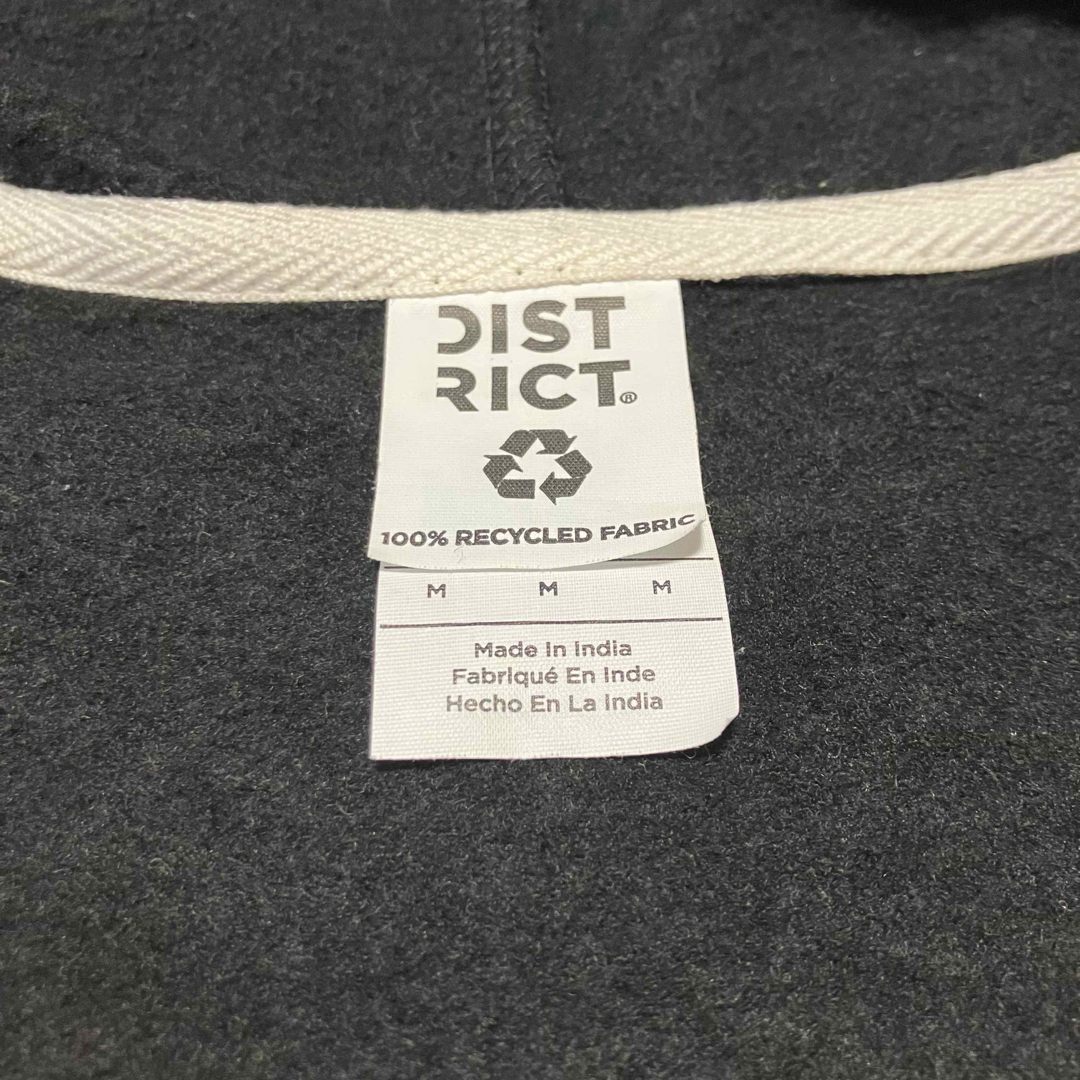 DIST
RICT®
100% RECYCLED FABRIC
M M M
Made In India
Fabriqué En Inde
Hecho En La India